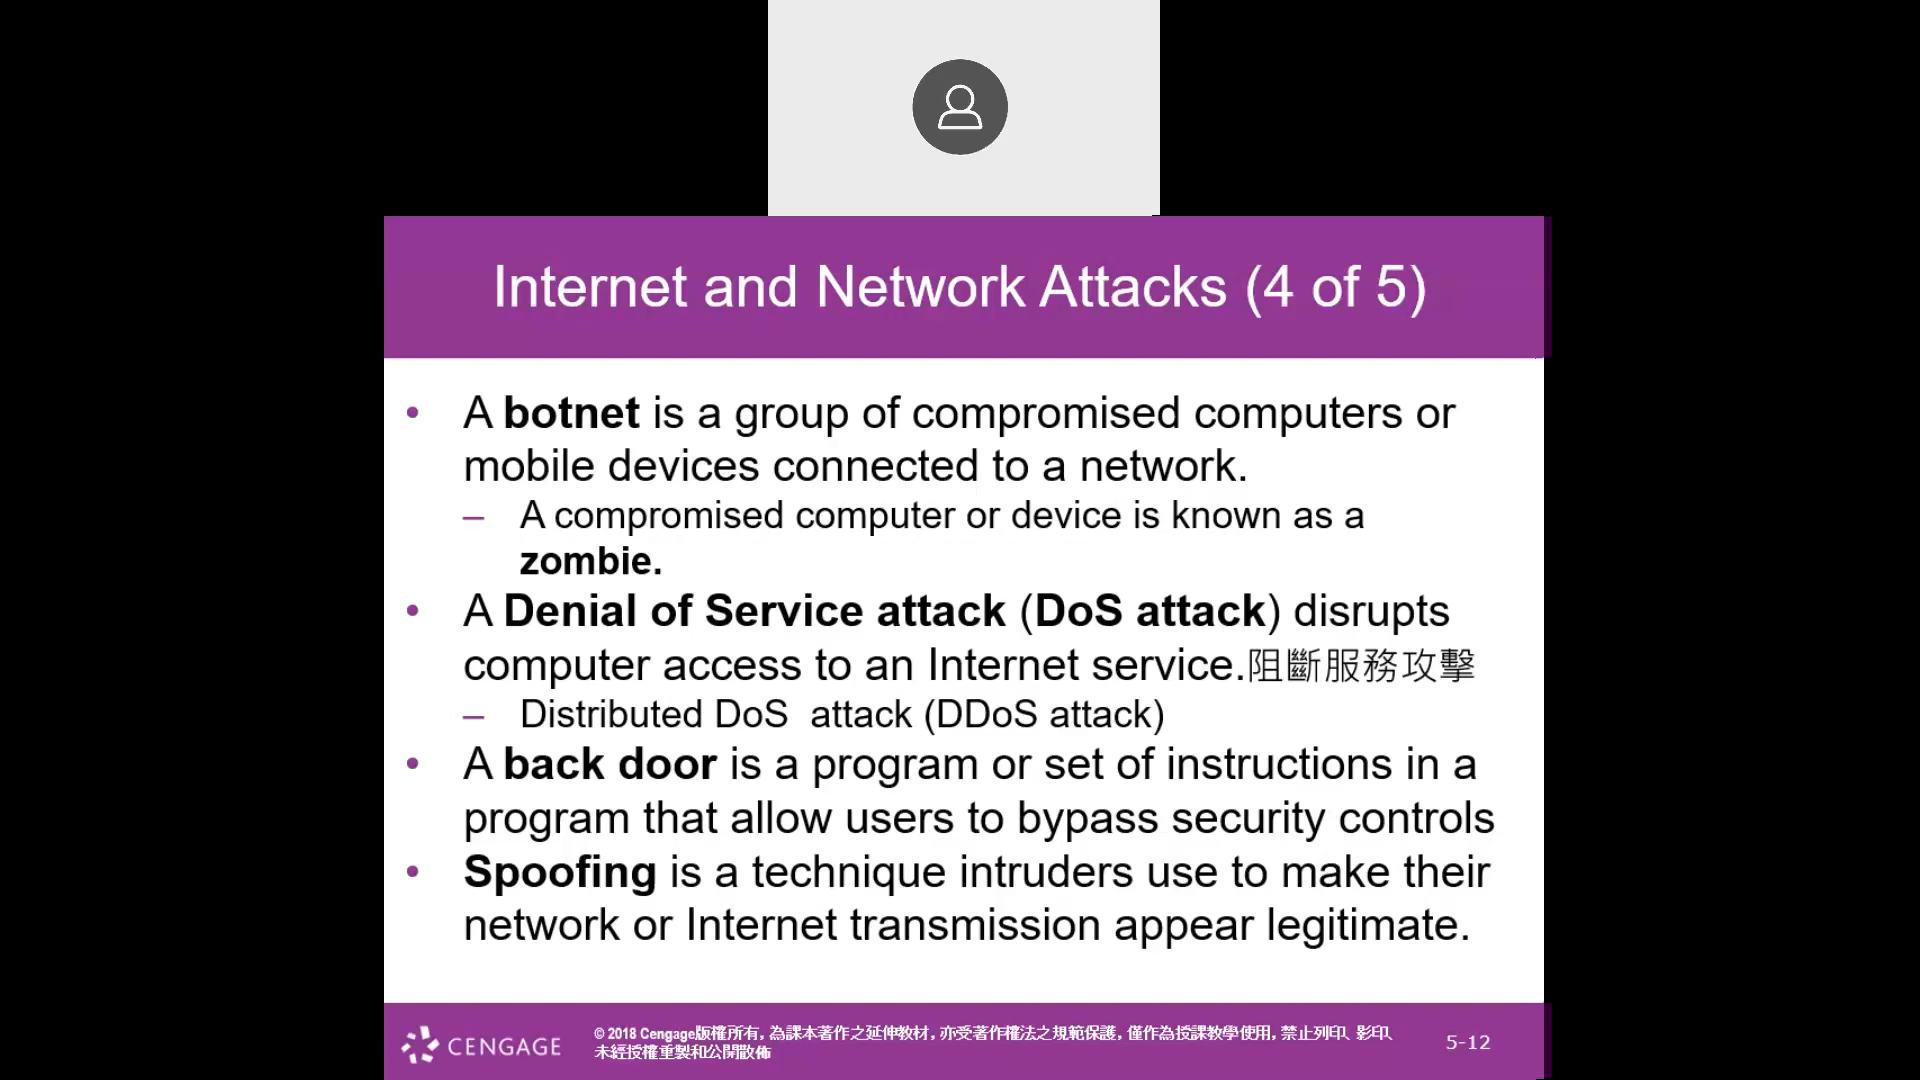 Internet and Network Attacks (4 of 5)
• A botnet is a group of compromised computers or
mobile devices connected to a network.
– A compromised computer or device is known as a
zombie.
• A Denial of Service attack (DoS attack) disrupts
computer access to an Internet service.阻斷服務攻擊
– Distributed DoS  attack (DDoS attack)
• A back door is a program or set of instructions in a
program that allow users to bypass security controls
• Spoofing is a technique intruders use to make their
network or Internet transmission appear legitimate.
CENGAGE
© 2018 Cengage版權所有, 為課本著作之延伸教材, 亦受著作權法之規範保護, 僅作為授課教學使用, 禁止列印、影印、
未經授權重製和公開散佈
5-12